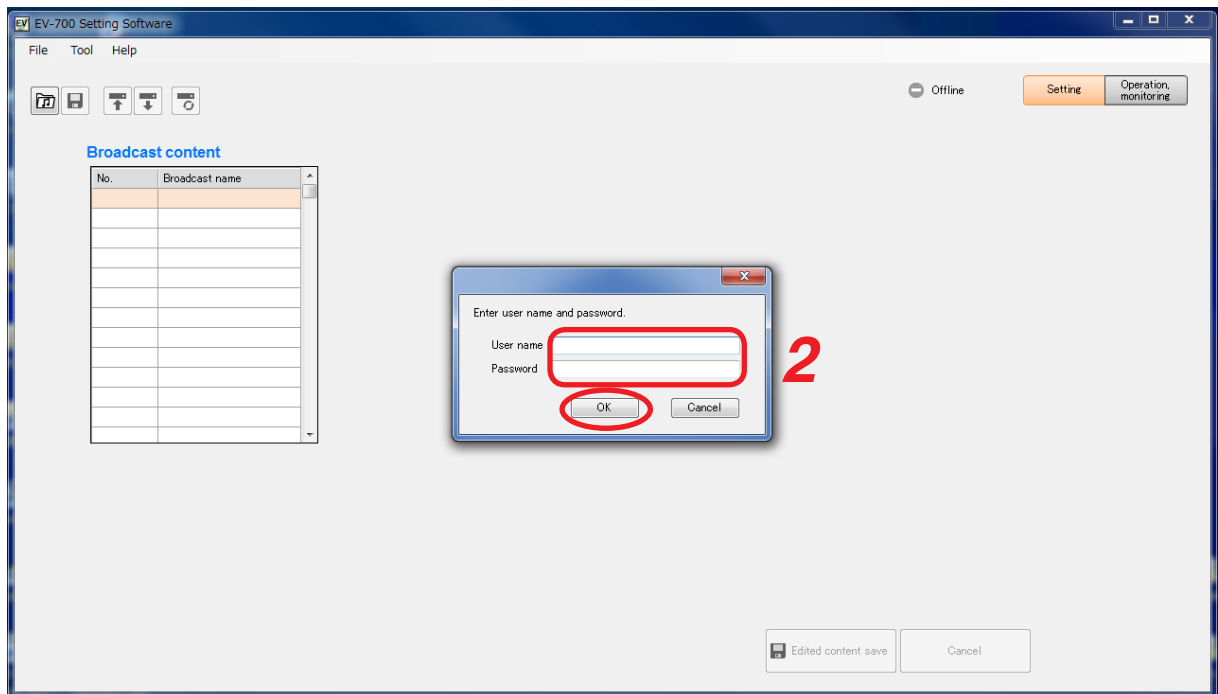 EV EV-700 Setting Software
File Tool Help
Offline
Setting
Operation,
monitoring
Broadcast content
No. Broadcast name
Enter user name and password.
User name
Password
2
OK Cancel
Edited content save Cancel